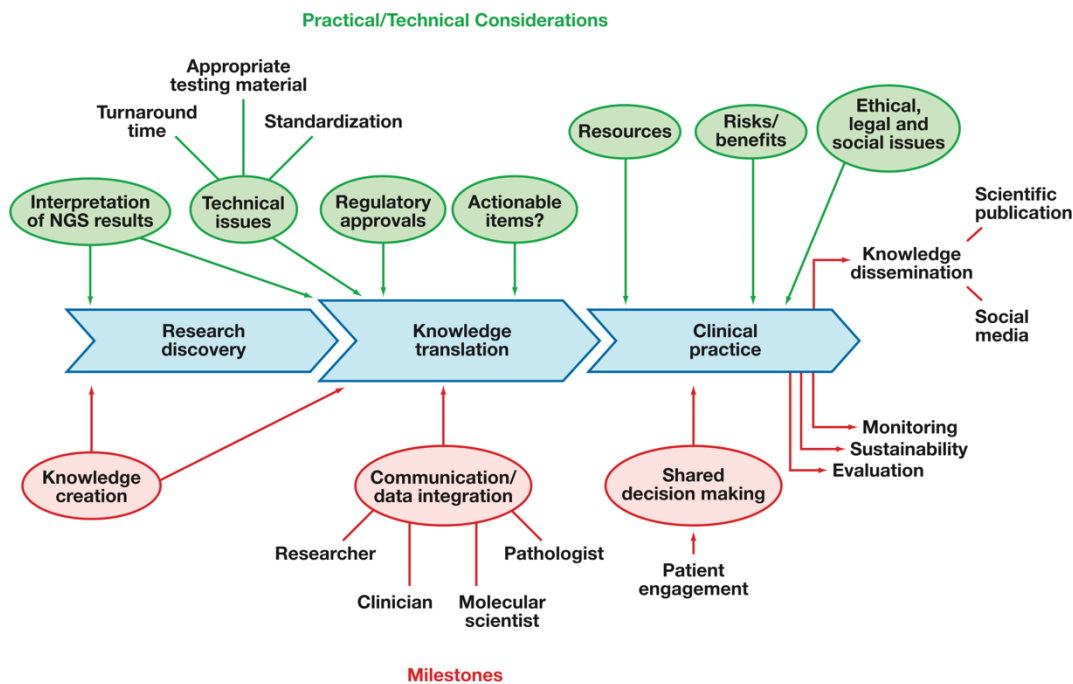 Practical/Technical Considerations
Appropriate
testing material
Turnaround
time
Standardization
Interpretation
of NGS results
Technical
issues
Regulatory
approvals
Actionable
items?
Resources
Risks/
benefits
Ethical,
legal and
social issues
Scientific
publication
Knowledge
dissemination
Social
media
Research
discovery
Knowledge
translation
Clinical
practice
Monitoring
Sustainability
Evaluation
Knowledge
creation
Communication/
data integration
Shared
decision making
Researcher
Clinician
Molecular
scientist
Pathologist
Patient
engagement
Milestones